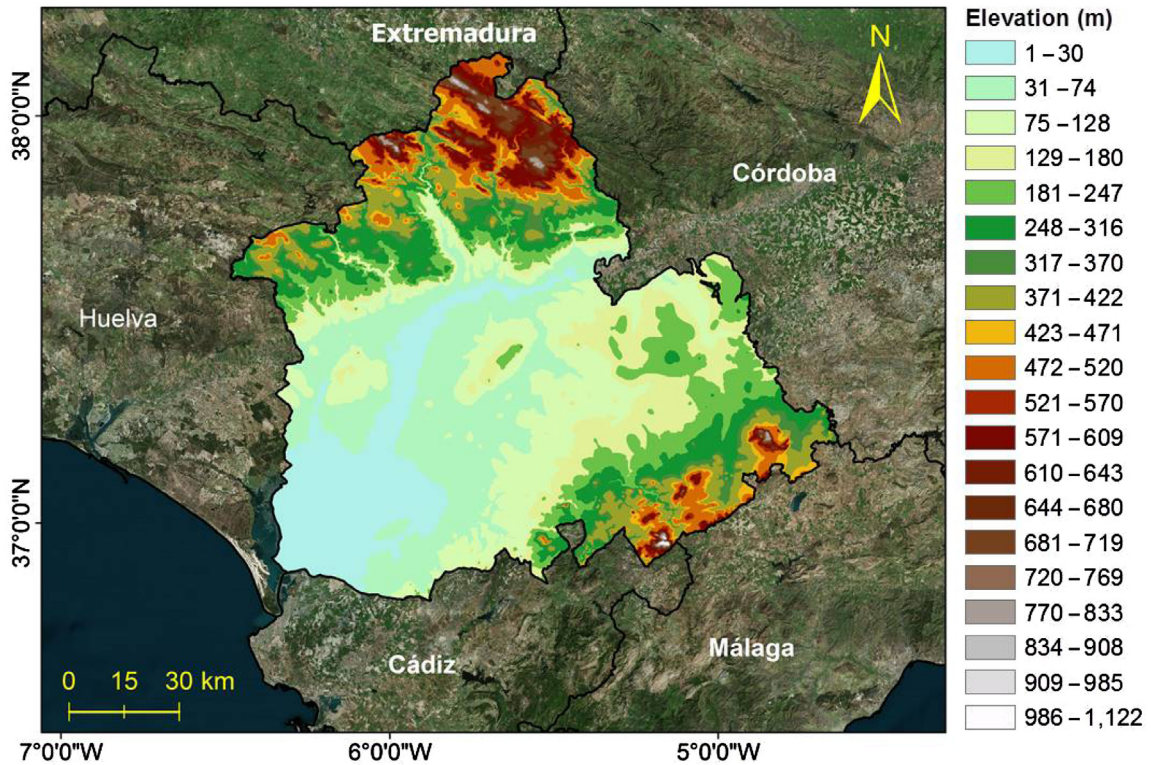 Extremadura
Elevation (m)
N
1 – 30
31 – 74
75 – 128
129 – 180
181 – 247
248 – 316
317 – 370
371 – 422
423 – 471
472 – 520
521 – 570
571 – 609
610 – 643
644 – 680
681 – 719
720 – 769
770 – 833
834 – 908
909 – 985
986 – 1,122
38°0'0"N
Córdoba
Huelva
37°0'0"N
Cádiz
Málaga
0 15 30 km
7°0'0"W 6°0'0"W 5°0'0"W